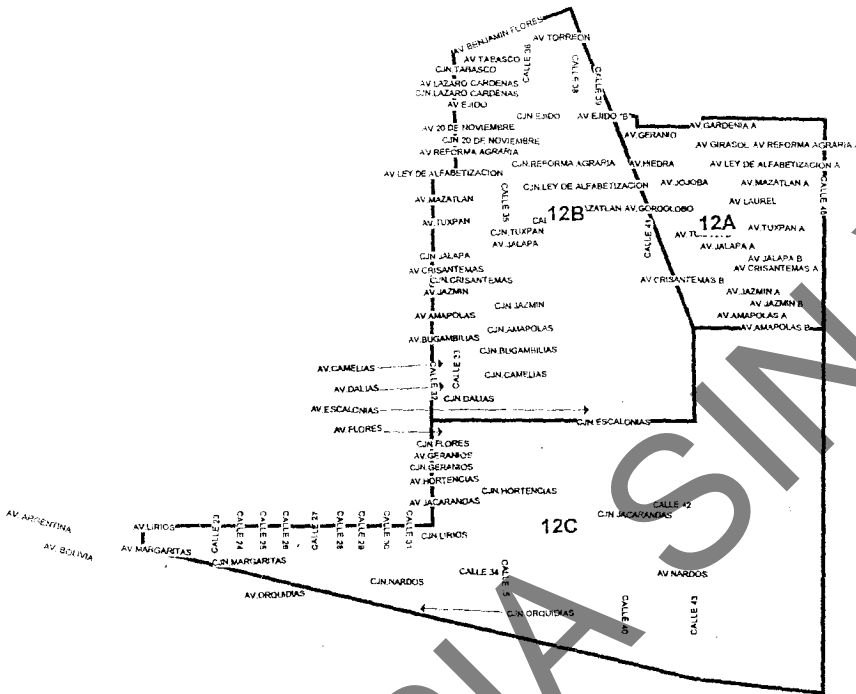 AV BENJAMIN FLORES
AV TORREON
AV TABASCO
CJN TABASCO
CALLE 38
CALLE 39
AV LAZARO CARDENAS
CJN LAZARO CARDENAS
AV EJIDO
CJN EJIDO
AV EJIDO "B"
AV GERANIO
AV GARDENIA A
AV 20 DE NOVIEMBRE
CJN 20 DE NOVIEMBRE
AV REFORMA AGRARIA
AV GIRASOL
AV REFORMA AGRARIA A
CJN REFORMA AGRARIA
AV HIEDRA
AV LEY DE ALFABETIZACION A
AV LEY DE ALFABETIZACION
CJN LEY DE ALFABETIZACION
AV JOJOBA
AV MAZATLAN A
CALLE 35
CALLE 46
AV MAZATLAN
AV LAUREL
12B
AV GORDOLOBO
12A
AV TUXPAN
CJN TUXPAN
CALLE 41
AV TUXPAN A
AV JALAPA
AV JALAPA A
CJN JALAPA
AV JALAPA B
AV CRISANTEMAS
AV CRISANTEMAS A
CJN CRISANTEMAS
AV CRISANTEMAS B
AV JAZMIN
AV JAZMIN A
CJN JAZMIN
AV JAZMIN B
AV AMAPOLAS
AV AMAPOLAS A
CJN AMAPOLAS
AV AMAPOLAS B
AV BUGAMBILIAS
CJN BUGAMBILIAS
CALLE 33
AV CAMELIAS
CALLE 32
CJN CAMELIAS
AV DALIAS
CJN DALIAS
AV ESCALONIAS
CJN ESCALONIAS
AV FLORES
CJN FLORES
AV GERANIOS
CJN GERANIOS
AV HORTENCIAS
CJN HORTENCIAS
AV JACARANDAS
CALLE 42
CJN JACARANDAS
AV ARGENTINA
AV LIRIOS
CALLE 23
CALLE 24
CALLE 25
CALLE 26
CALLE 27
CALLE 28
CALLE 29
CALLE 30
CALLE 31
12C
CJN LIRIOS
AV. BOLIVIA
AV MARGARITAS
CJN MARGARITAS
CALLE 34
AV NARDOS
CJN NARDOS
AV ORQUIDIAS
CJN ORQUIDIAS
CALLE 40
CALLE 43